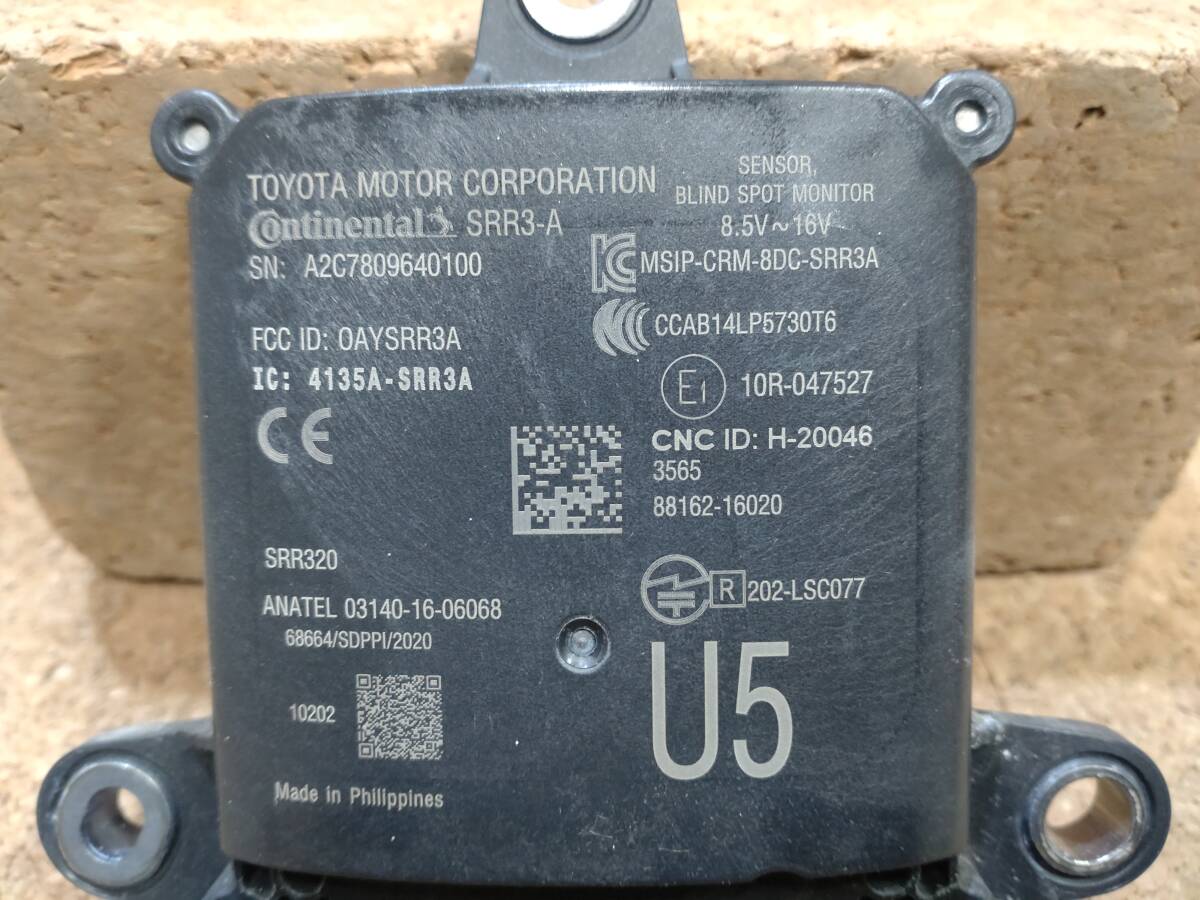 TOYOTA MOTOR CORPORATION
Continental SRR3-A
SN: A2C7809640100
SENSOR,
BLIND SPOT MONITOR
8.5V~16V
MSIP-CRM-8DC-SRR3A
CCAB14LP5730T6
FCC ID: OAYSRR3A
IC: 4135A-SRR3A
CE
E1 10R-047527
CNC ID: H-20046
3565
88162-16020
SRR320
ANATEL 03140-16-06068
68664/SDPPI/2020
R 202-LSC077
U5
10202
Made in Philippines